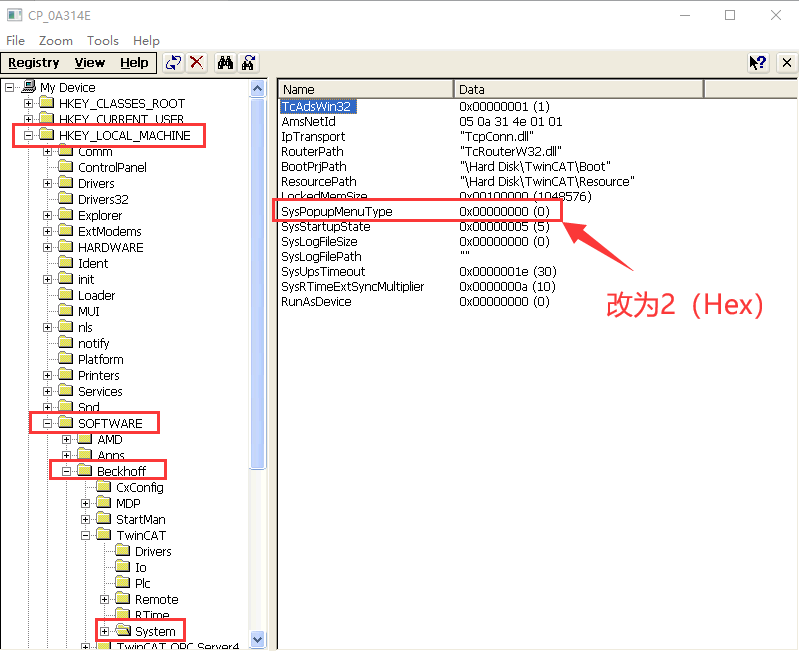 CP_0A314E
File Zoom Tools Help
Registry View Help
My Device
HKEY_CLASSES_ROOT
HKEY_CURRENT_USER
HKEY_LOCAL_MACHINE
Comm
ControlPanel
Drivers
Drivers32
Explorer
ExtModems
HARDWARE
Ident
init
Loader
MUI
nls
notify
Platform
Printers
Services
Snd
SOFTWARE
AMD
Apps
Beckhoff
CxConfig
MDP
StartMan
TwinCAT
Drivers
Io
Plc
Remote
RTime
System
TwinCAT OPC Server4
Name Data
TcAdsWin32 0x00000001 (1)
AmsNetId 05 0a 31 4e 01 01
IpTransport "TcpConn.dll"
RouterPath "TcRouterW32.dll"
BootPrjPath "\Hard Disk\TwinCAT\Boot"
ResourcePath "\Hard Disk\TwinCAT\Resource"
LockedMemSize 0x00100000 (1048576)
SysPopupMenuType 0x00000000 (0)
SysStartupState 0x00000005 (5)
SysLogFileSize 0x00000000 (0)
SysLogFilePath ""
SysUpsTimeout 0x0000001e (30)
SysRTimeExtSyncMultiplier 0x0000000a (10)
RunAsDevice 0x00000000 (0)
改为2（Hex）